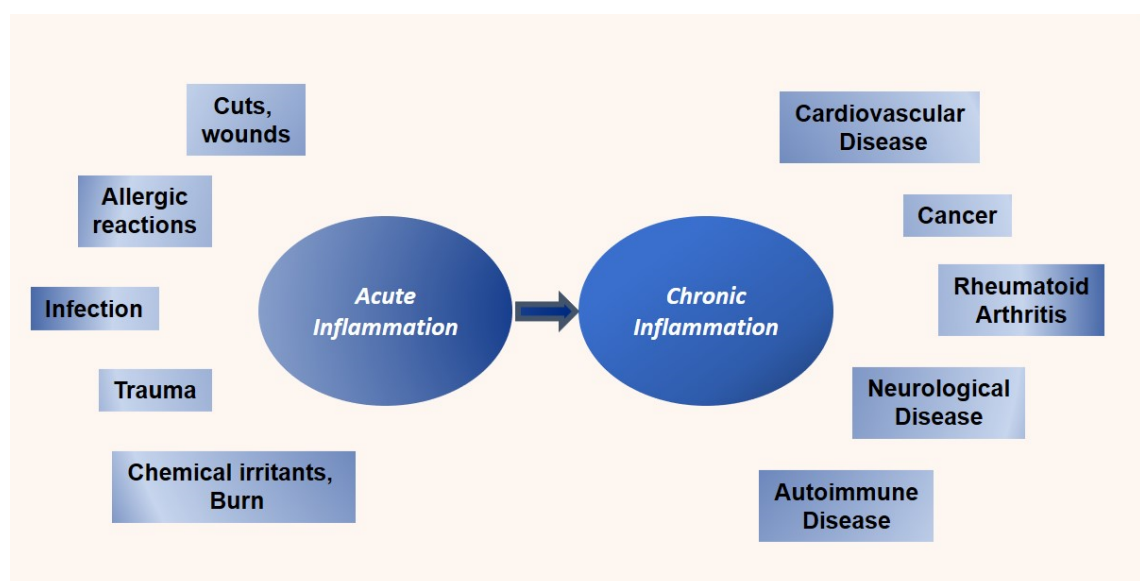 Cuts,
wounds
Allergic
reactions
Infection
Trauma
Chemical irritants,
Burn
Acute
Inflammation
Chronic
Inflammation
Cardiovascular
Disease
Cancer
Rheumatoid
Arthritis
Neurological
Disease
Autoimmune
Disease